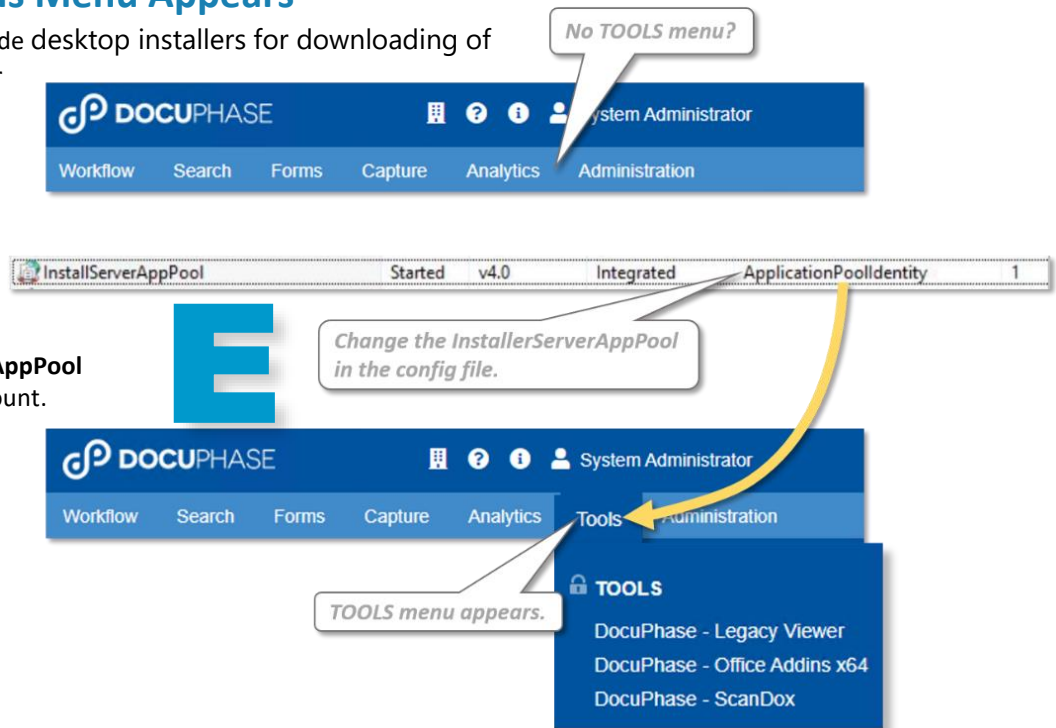 s Menu Appears
de desktop installers for downloading of
No TOOLS menu?
DOCUPHASE
System Administrator
Workflow Search Forms Capture Analytics Administration
InstallServerAppPool Started v4.0 Integrated ApplicationPoolIdentity 1
Change the InstallerServerAppPool
in the config file.
AppPool
ount.
E
DOCUPHASE
System Administrator
Workflow Search Forms Capture Analytics Tools Administration
TOOLS menu appears.
TOOLS
DocuPhase - Legacy Viewer
DocuPhase - Office Addins x64
DocuPhase - ScanDox